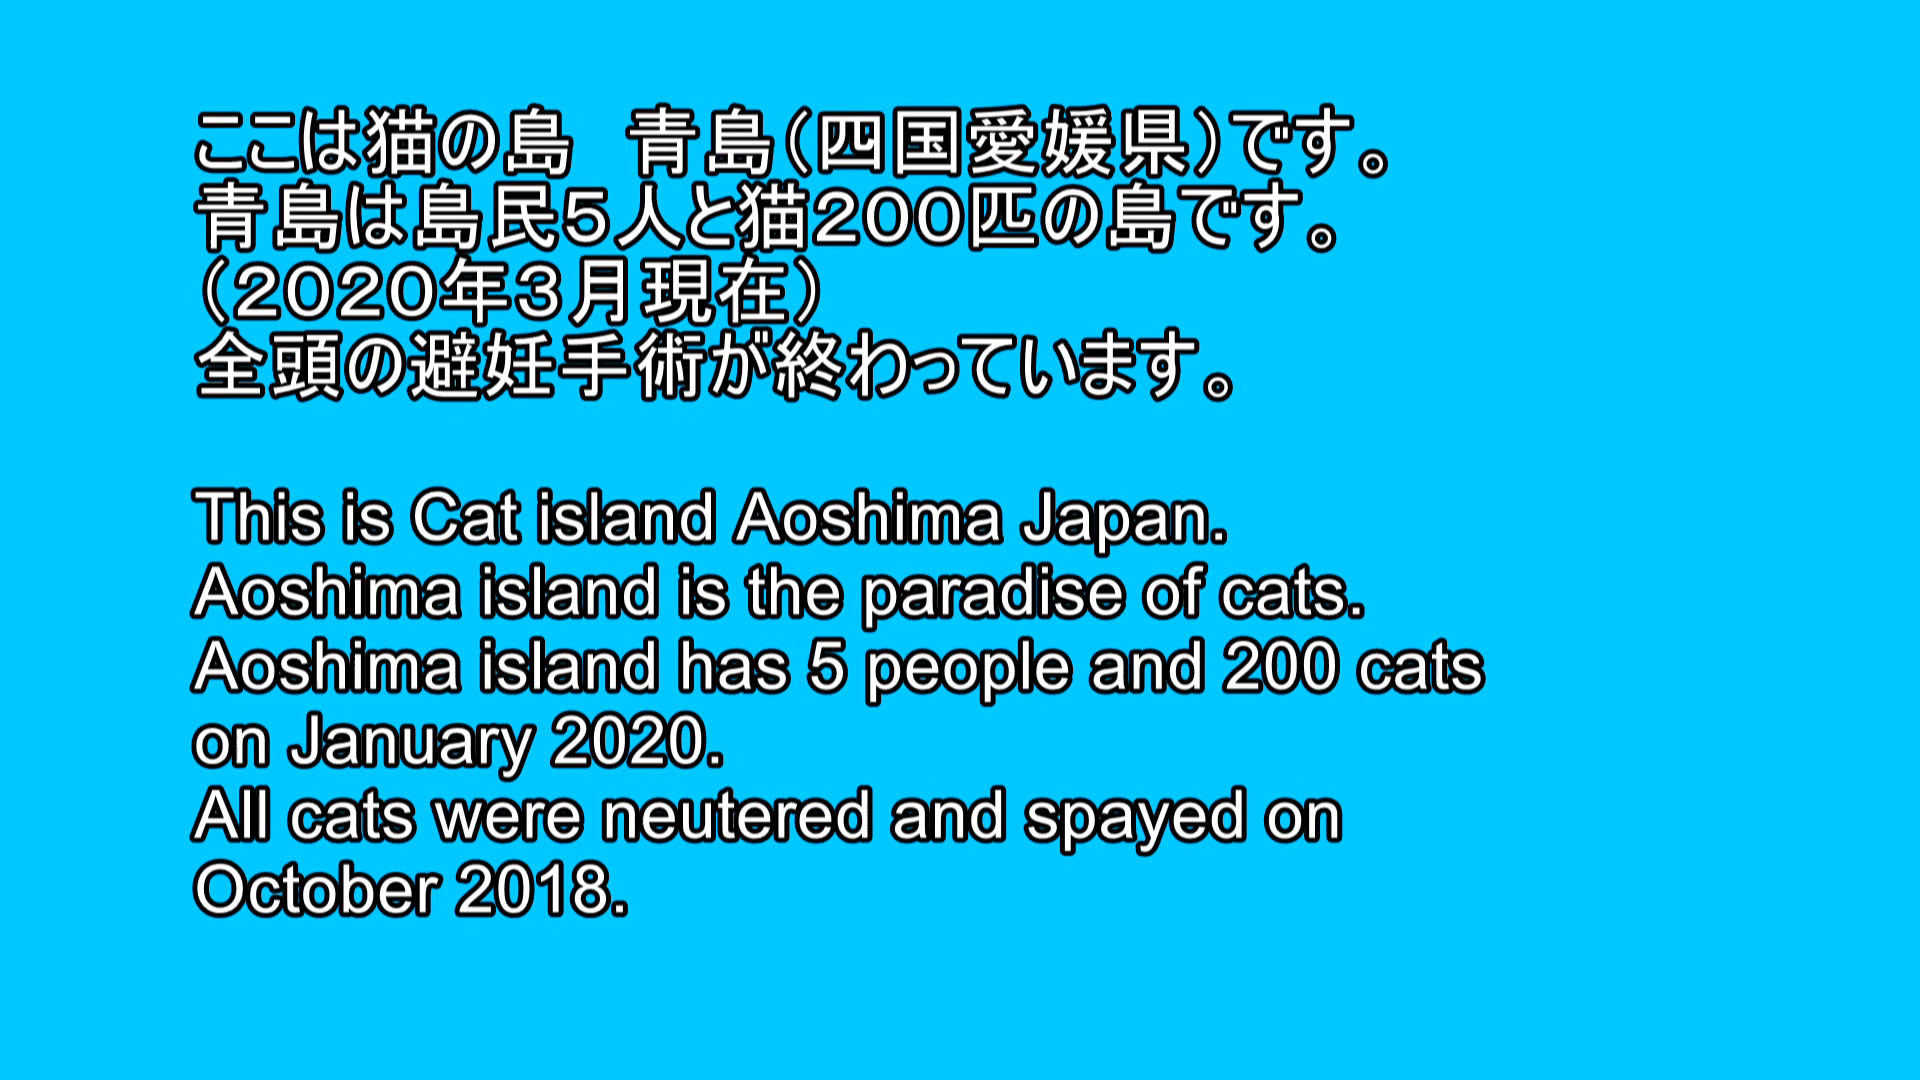 ここは猫の島　青島（四国愛媛県）です。
青島は島民５人と猫２００匹の島です。
（２０２０年３月現在）
全頭の避妊手術が終わっています。
This is Cat island Aoshima Japan.
Aoshima island is the paradise of cats.
Aoshima island has 5 people and 200 cats
on January 2020.
All cats were neutered and spayed on
October 2018.